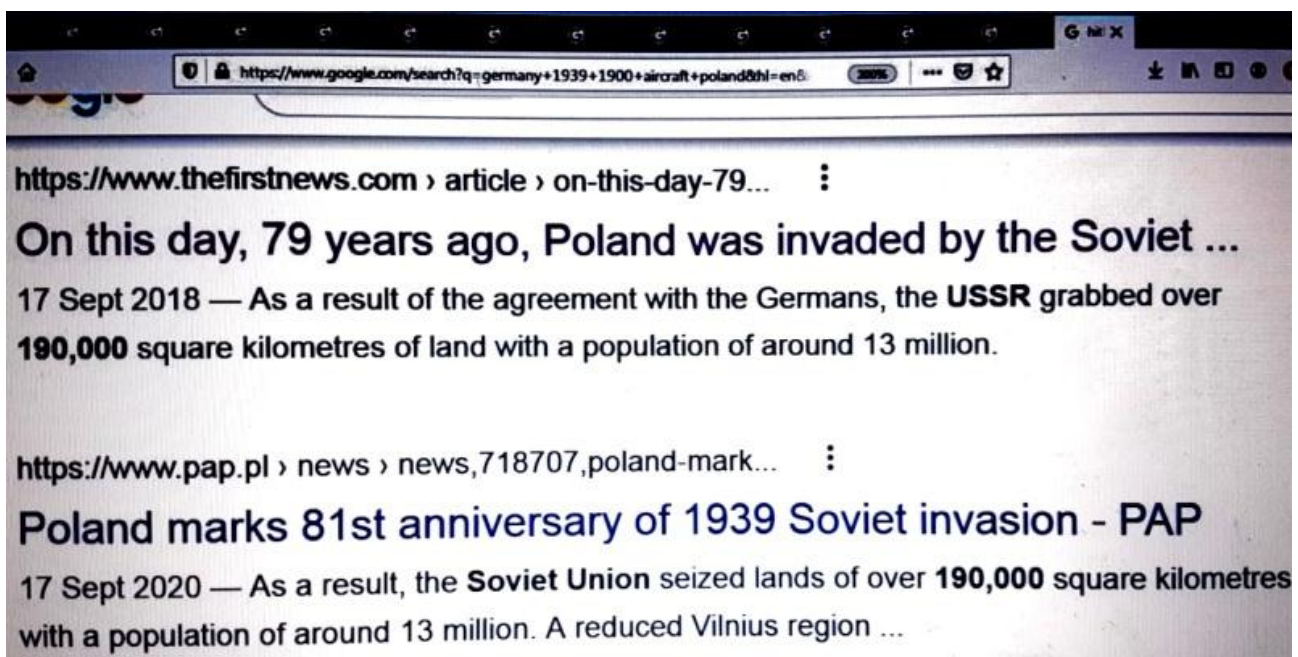 https://www.google.com/search?q=germany+1939+1900+aircraft+poland&hl=en&
200%
https://www.thefirstnews.com › article › on-this-day-79...
On this day, 79 years ago, Poland was invaded by the Soviet ...
17 Sept 2018 — As a result of the agreement with the Germans, the USSR grabbed over
190,000 square kilometres of land with a population of around 13 million.
https://www.pap.pl › news › news,718707,poland-mark...
Poland marks 81st anniversary of 1939 Soviet invasion - PAP
17 Sept 2020 — As a result, the Soviet Union seized lands of over 190,000 square kilometres
with a population of around 13 million. A reduced Vilnius region ...